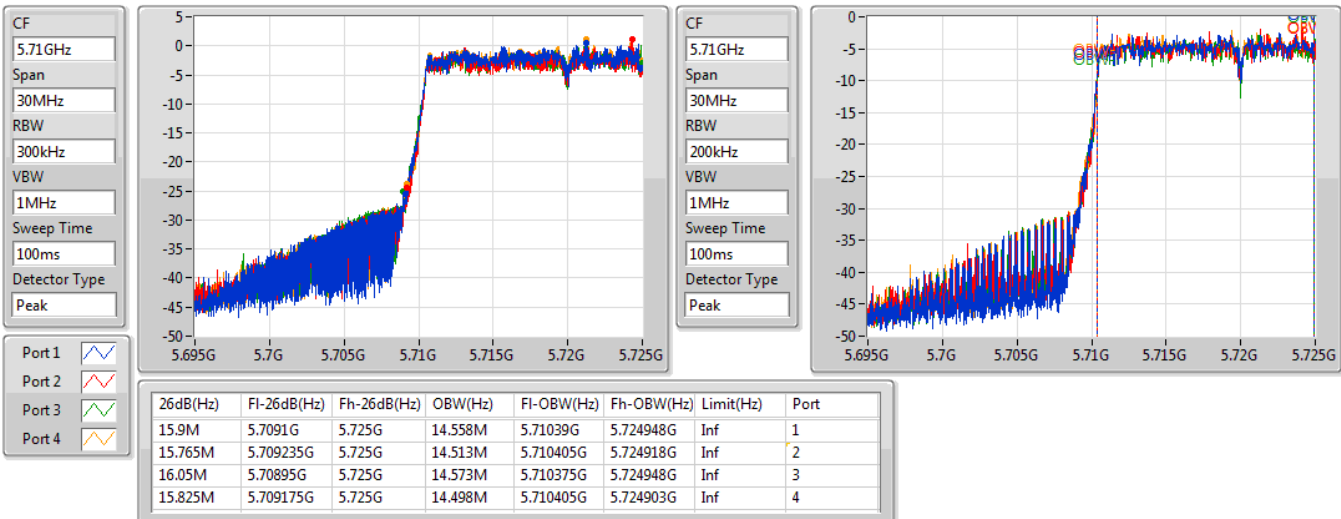 CF
5.71GHz
Span
30MHz
RBW
300kHz
VBW
1MHz
Sweep Time
100ms
Detector Type
Peak
5-
0-
-5-
-10-
-15-
-20-
-25-
-30-
-35-
-40-
-45-
-50-
5.695G 5.7G 5.705G 5.71G 5.715G 5.72G 5.725G
CF
5.71GHz
Span
30MHz
RBW
200kHz
VBW
1MHz
Sweep Time
100ms
Detector Type
Peak
0-
-5-
-10-
-15-
-20-
-25-
-30-
-35-
-40-
-45-
-50-
5.695G 5.7G 5.705G 5.71G 5.715G 5.72G 5.725G
Port 1
Port 2
Port 3
Port 4
26dB(Hz) Fl-26dB(Hz) Fh-26dB(Hz) OBW(Hz) Fl-OBW(Hz) Fh-OBW(Hz) Limit(Hz) Port
15.9M 5.7091G 5.725G 14.558M 5.71039G 5.724948G Inf 1
15.765M 5.709235G 5.725G 14.513M 5.710405G 5.724918G Inf 2
16.05M 5.70895G 5.725G 14.573M 5.710375G 5.724948G Inf 3
15.825M 5.709175G 5.725G 14.498M 5.710405G 5.724903G Inf 4